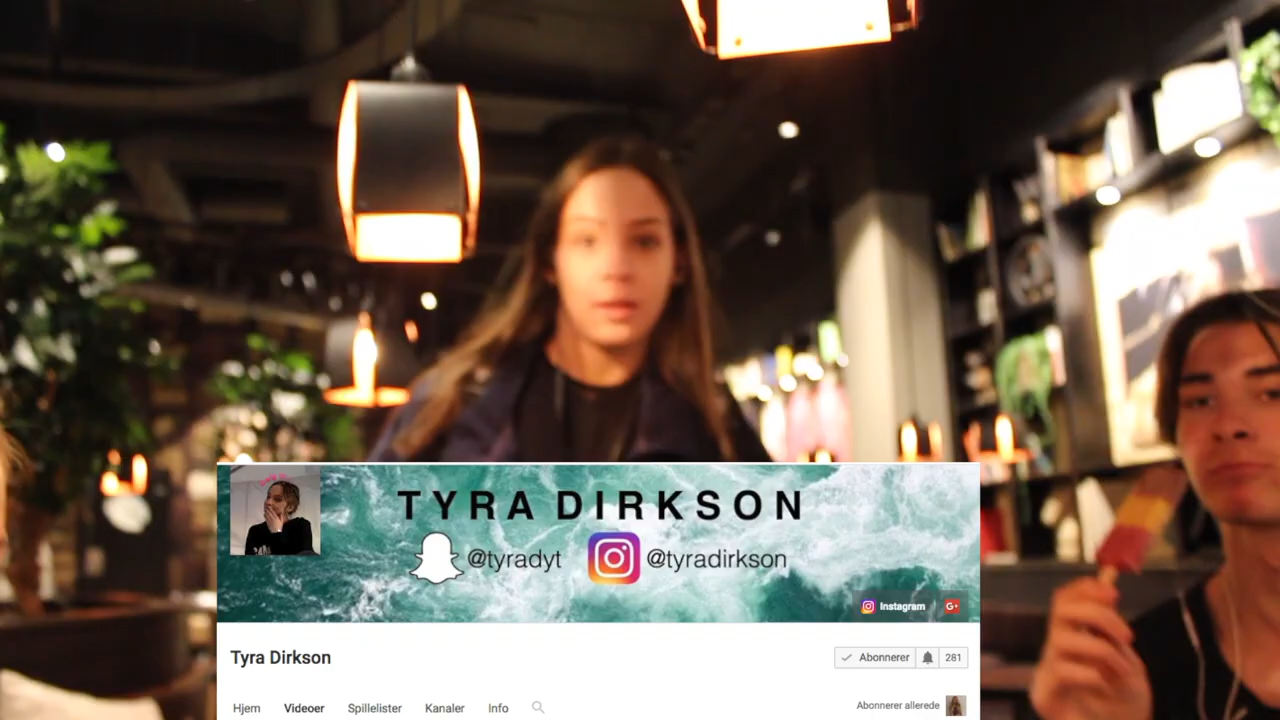 TYRA DIRKSON
@tyradyt @tyradirkson
Instagram G+
Tyra Dirkson
Abonnerer 281
Hjem Videoer Spillelister Kanaler Info
Abonnerer allerede